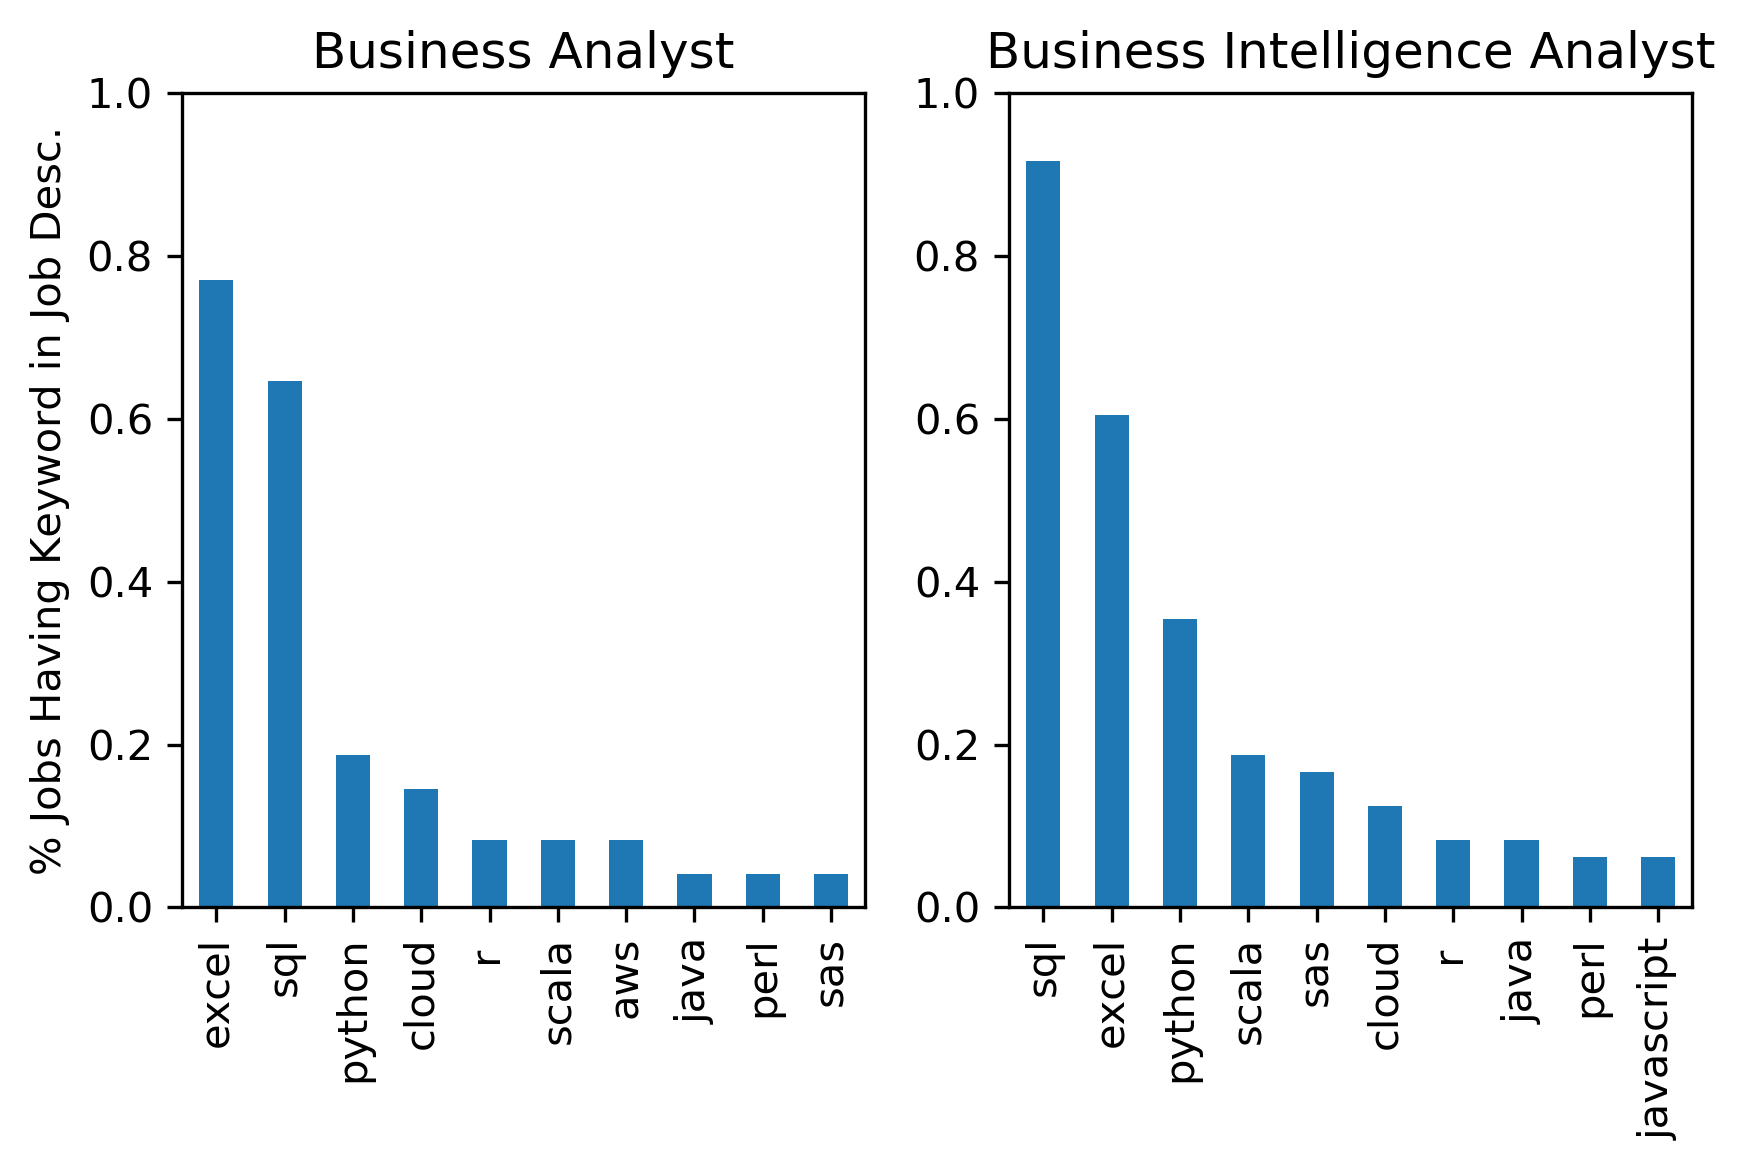 Business Analyst
% Jobs Having Keyword in Job Desc.
1.0
0.8
0.6
0.4
0.2
0.0
excel
sql
python
cloud
r
scala
aws
java
perl
sas
Business Intelligence Analyst
1.0
0.8
0.6
0.4
0.2
0.0
sql
excel
python
scala
sas
cloud
r
java
perl
javascript